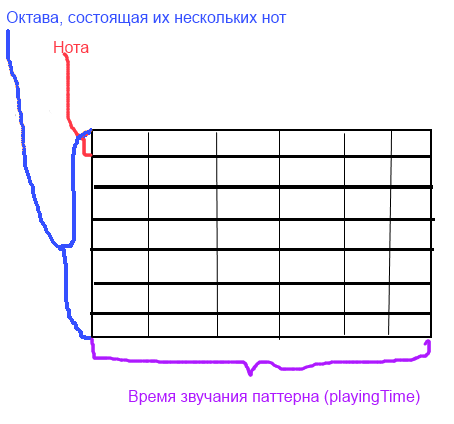 Октава, состоящая их нескольких нот
Нота
Время звучания паттерна (playingTime)